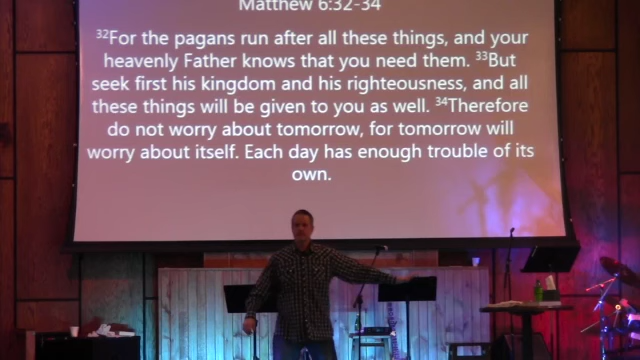 Matthew 6:32-34
³²For the pagans run after all these things, and your
heavenly Father knows that you need them. ³³But
seek first his kingdom and his righteousness, and all
these things will be given to you as well. ³⁴Therefore
do not worry about tomorrow, for tomorrow will
worry about itself. Each day has enough trouble of its
own.